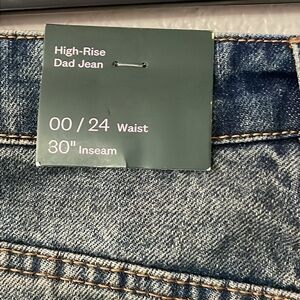 High-Rise
Dad Jean
00 / 24 Waist
30" Inseam